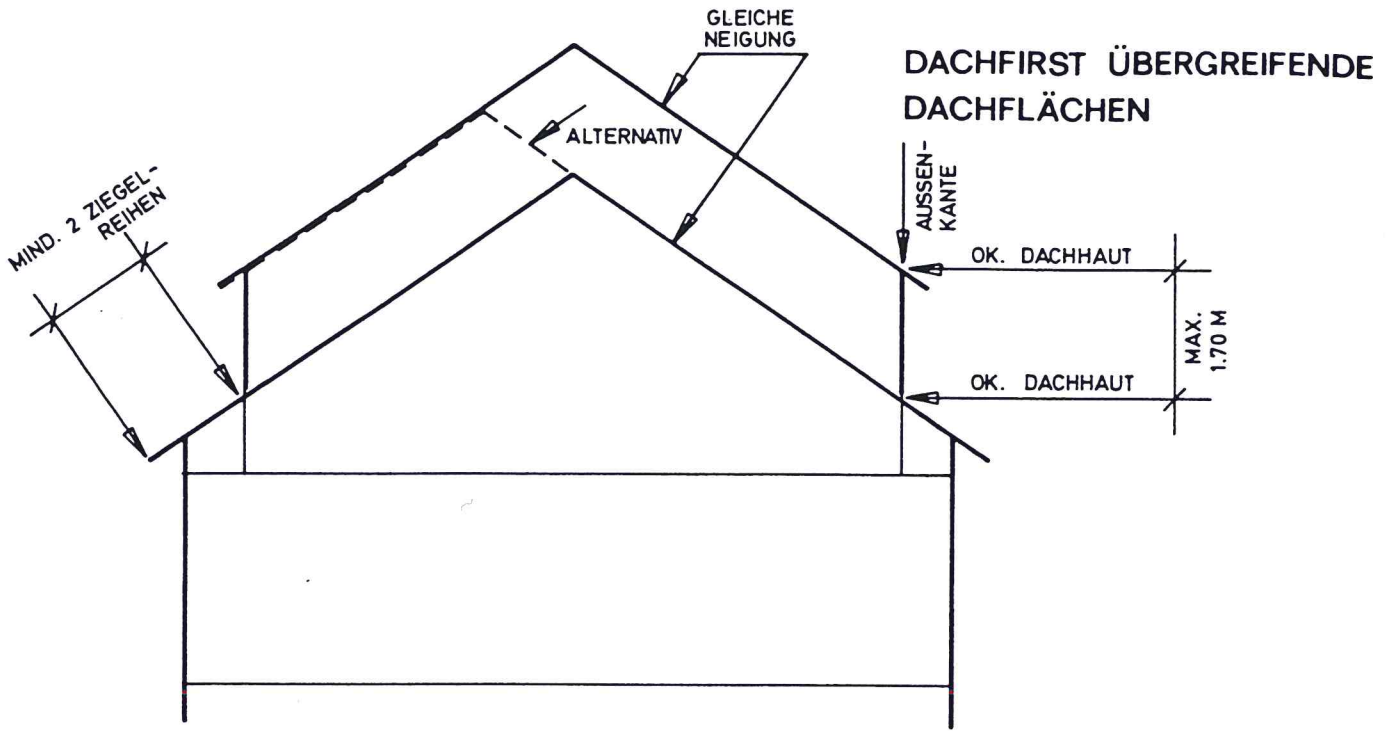 GLEICHE
NEIGUNG
DACHFIRST ÜBERGREIFENDE
DACHFLÄCHEN
ALTERNATIV
AUSSEN-
KANTE
MIND. 2 ZIEGEL-
REIHEN
OK. DACHHAUT
MAX.
1.70 M
OK. DACHHAUT